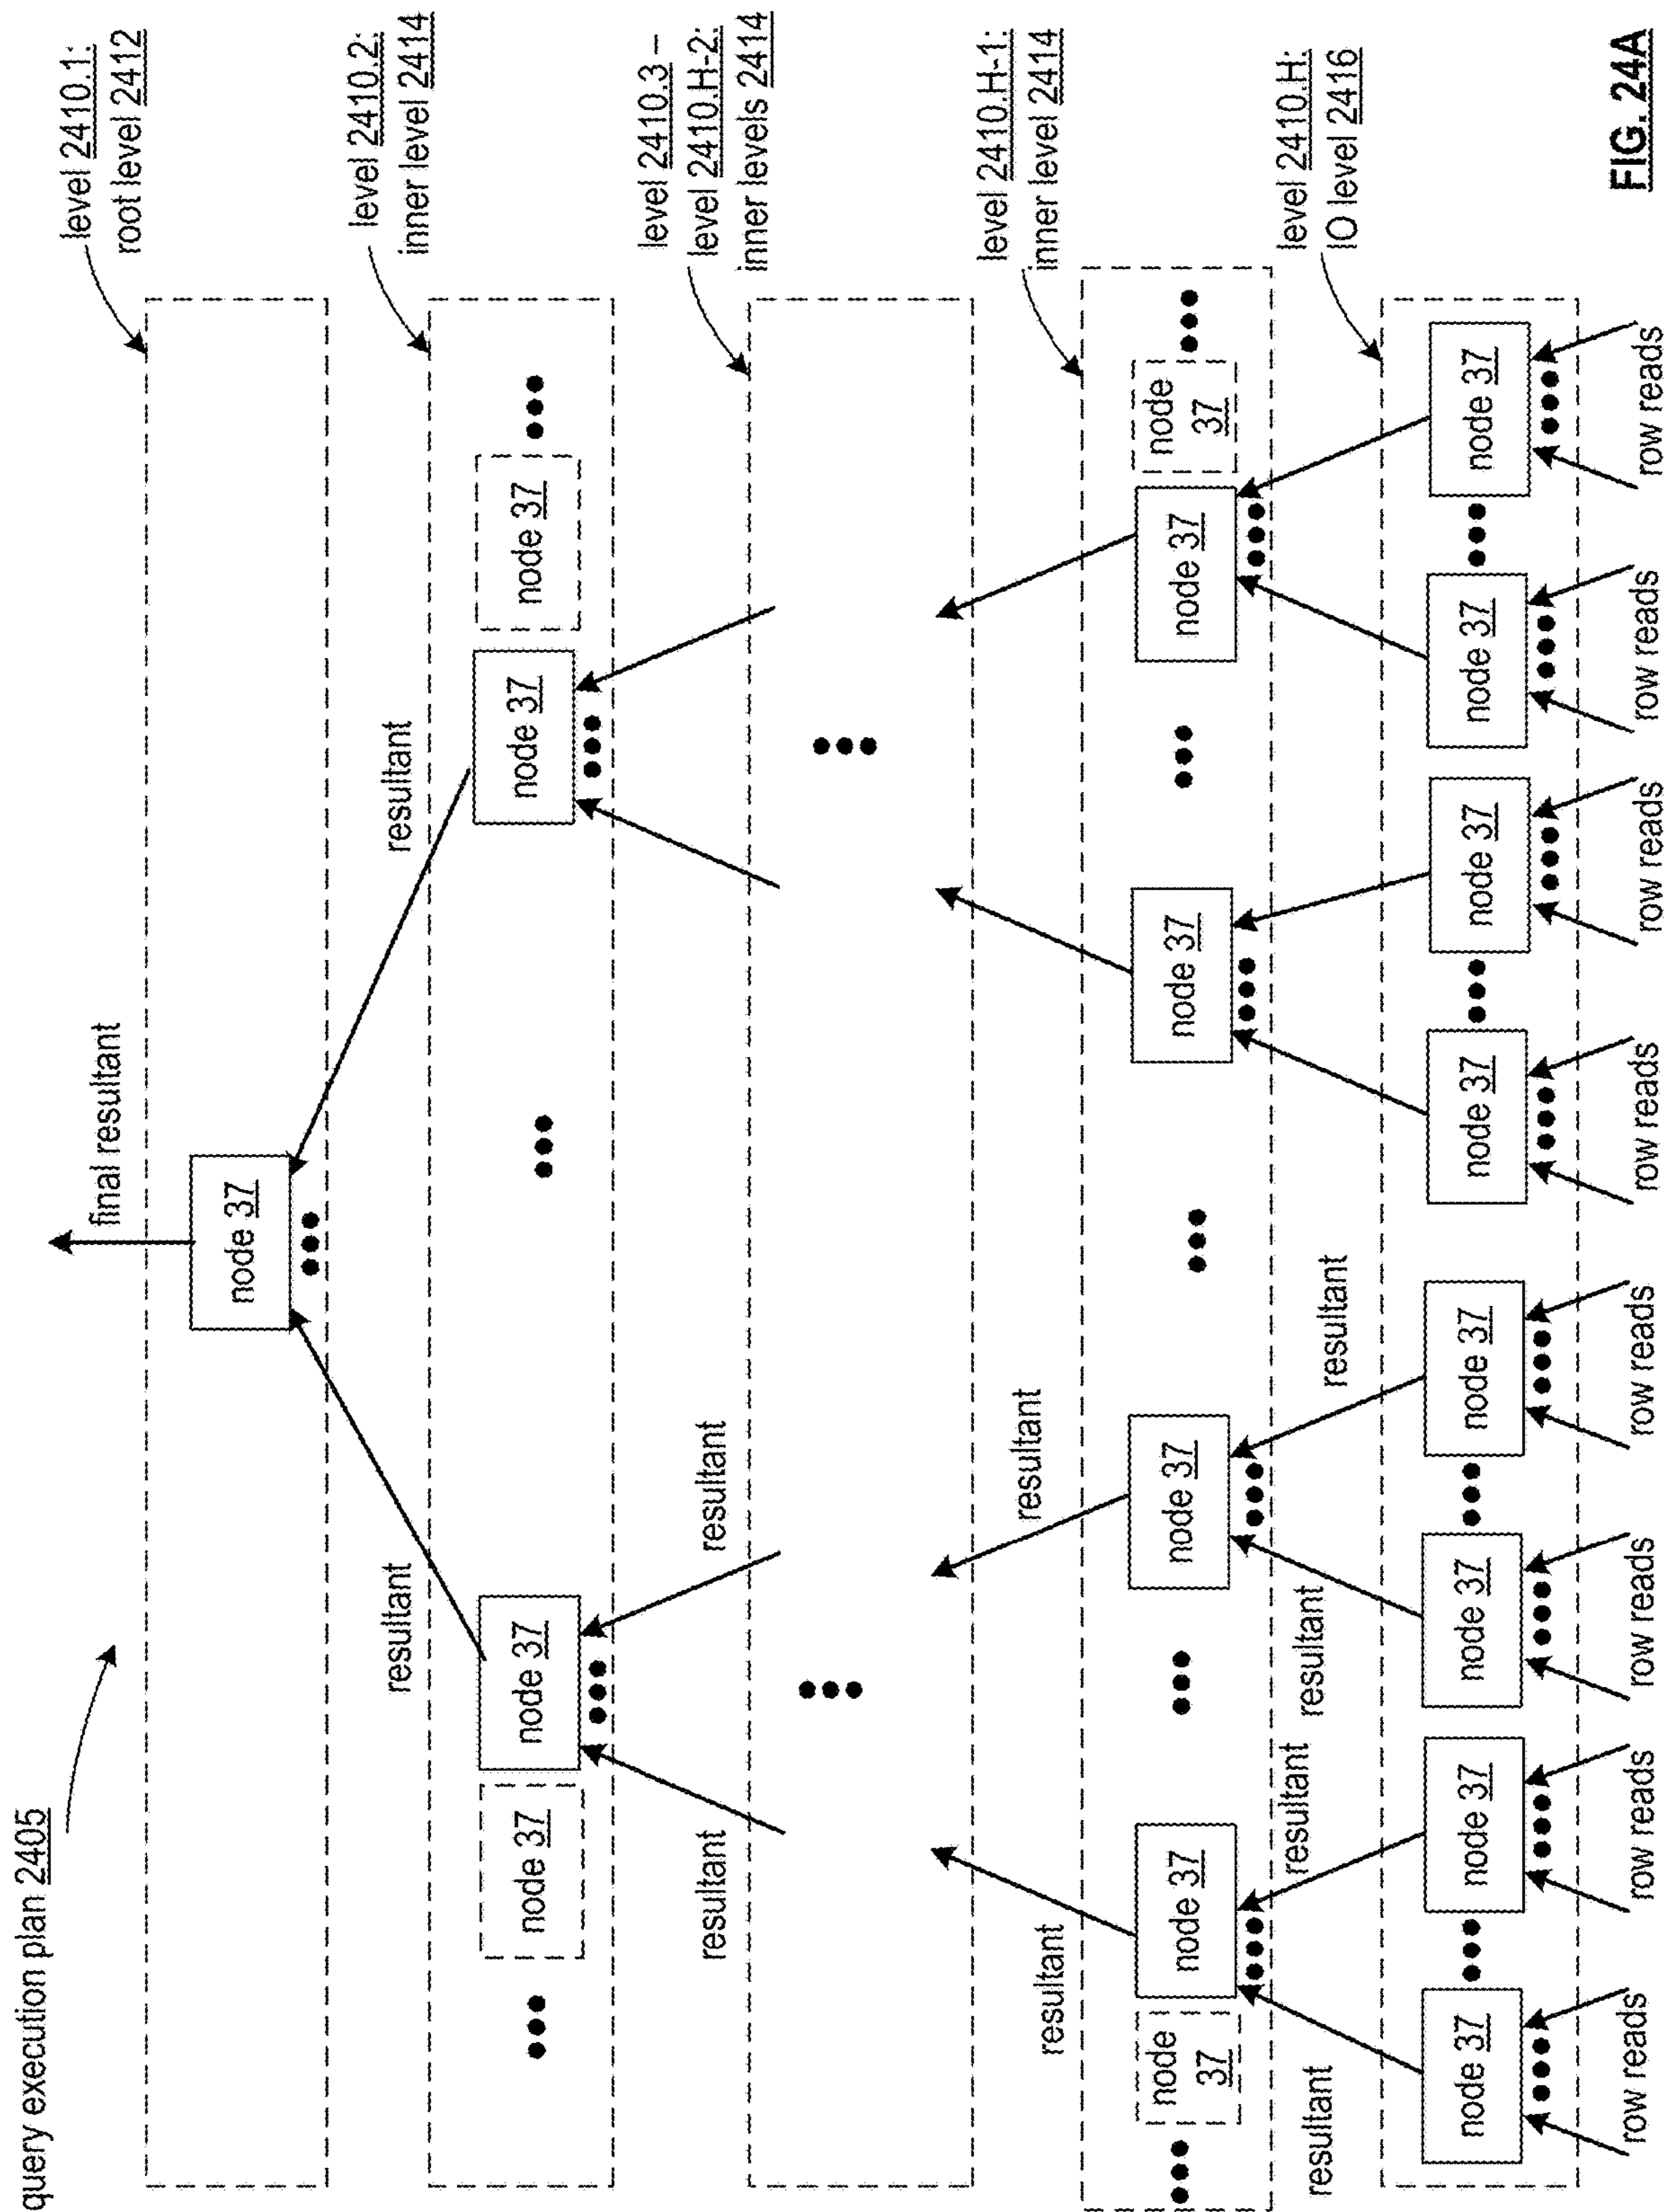 query execution plan 2405
final resultant
level 2410.1:
root level 2412
node 37
resultant
resultant
level 2410.2:
inner level 2414
node 37
node 37
node 37
node 37
resultant
resultant
level 2410.3 –
level 2410.H-2:
inner levels 2414
resultant
resultant
level 2410.H-1:
inner level 2414
node
37
node 37
node 37
node 37
node 37
node
37
resultant
resultant
resultant
resultant
level 2410.H:
IO level 2416
node 37
node 37
node 37
node 37
node 37
node 37
node 37
node 37
row reads
row reads
row reads
row reads
row reads
row reads
row reads
row reads
FIG. 24A